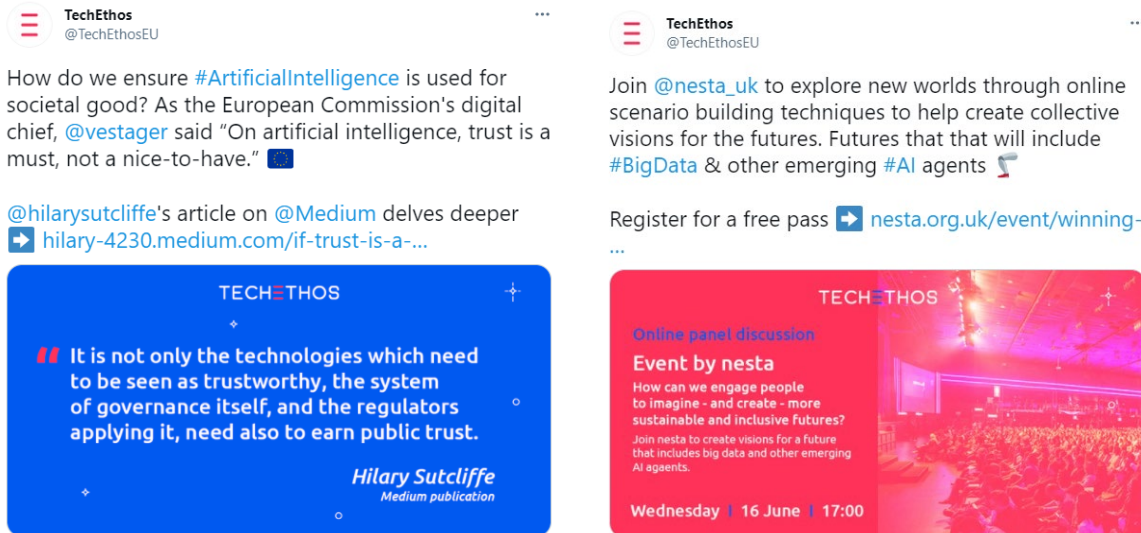 TechEthos
@TechEthosEU
How do we ensure #ArtificialIntelligence is used for
societal good? As the European Commission's digital
chief, @vestager said “On artificial intelligence, trust is a
must, not a nice-to-have.”
@hilarysutcliffe's article on @Medium delves deeper
hilary-4230.medium.com/if-trust-is-a-...
TECHETHOS
It is not only the technologies which need
to be seen as trustworthy, the system
of governance itself, and the regulators
applying it, need also to earn public trust.
Hilary Sutcliffe
Medium publication
TechEthos
@TechEthosEU
Join @nesta_uk to explore new worlds through online
scenario building techniques to help create collective
visions for the futures. Futures that that will include
#BigData & other emerging #AI agents
Register for a free pass nesta.org.uk/event/winning-
...
TECHETHOS
Online panel discussion
Event by nesta
How can we engage people
to imagine - and create - more
sustainable and inclusive futures?
Join nesta to create visions for a future
that includes big data and other emerging
AI agaents.
Wednesday | 16 June | 17:00